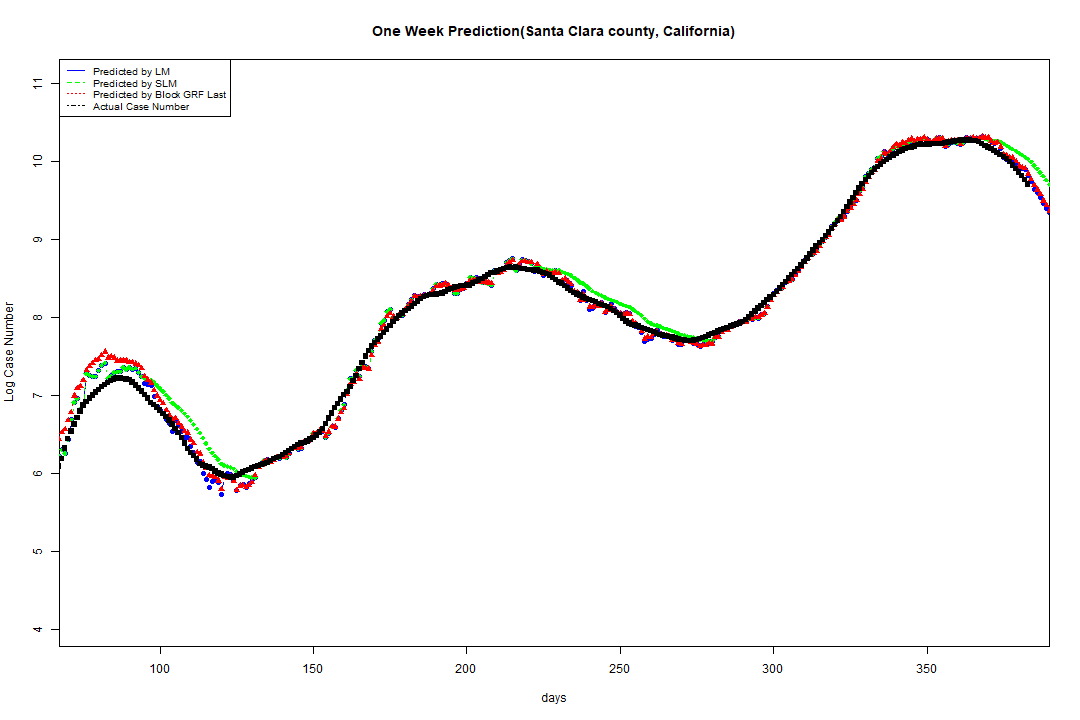 One Week Prediction(Santa Clara county, California)
Predicted by LM
Predicted by SLM
Predicted by Block GRF Last
Actual Case Number
11
10
9
8
7
6
5
4
Log Case Number
100 150 200 250 300 350
days